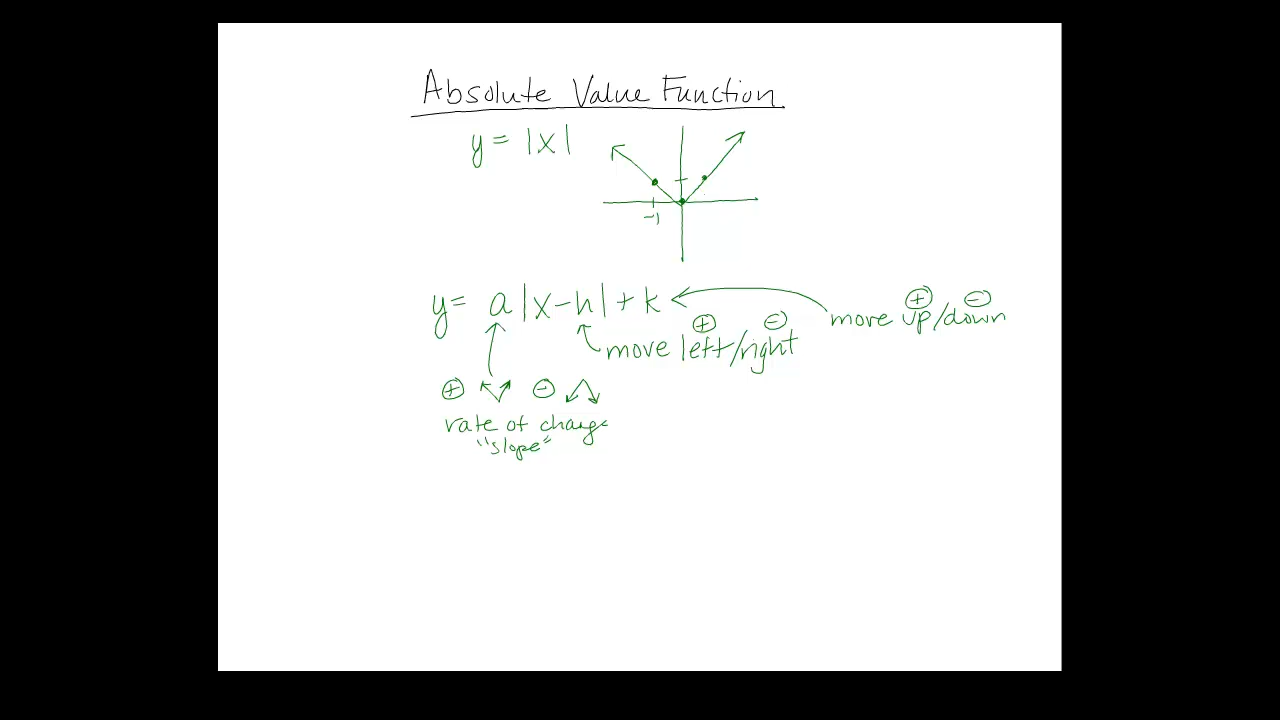 Absolute Value Function
y = |x|
-1
y = a|x-h|+k
⊕ ⊖
move up/down
⊕ ⊖
move left/right
⊕ ⊖
rate of change
"slope"